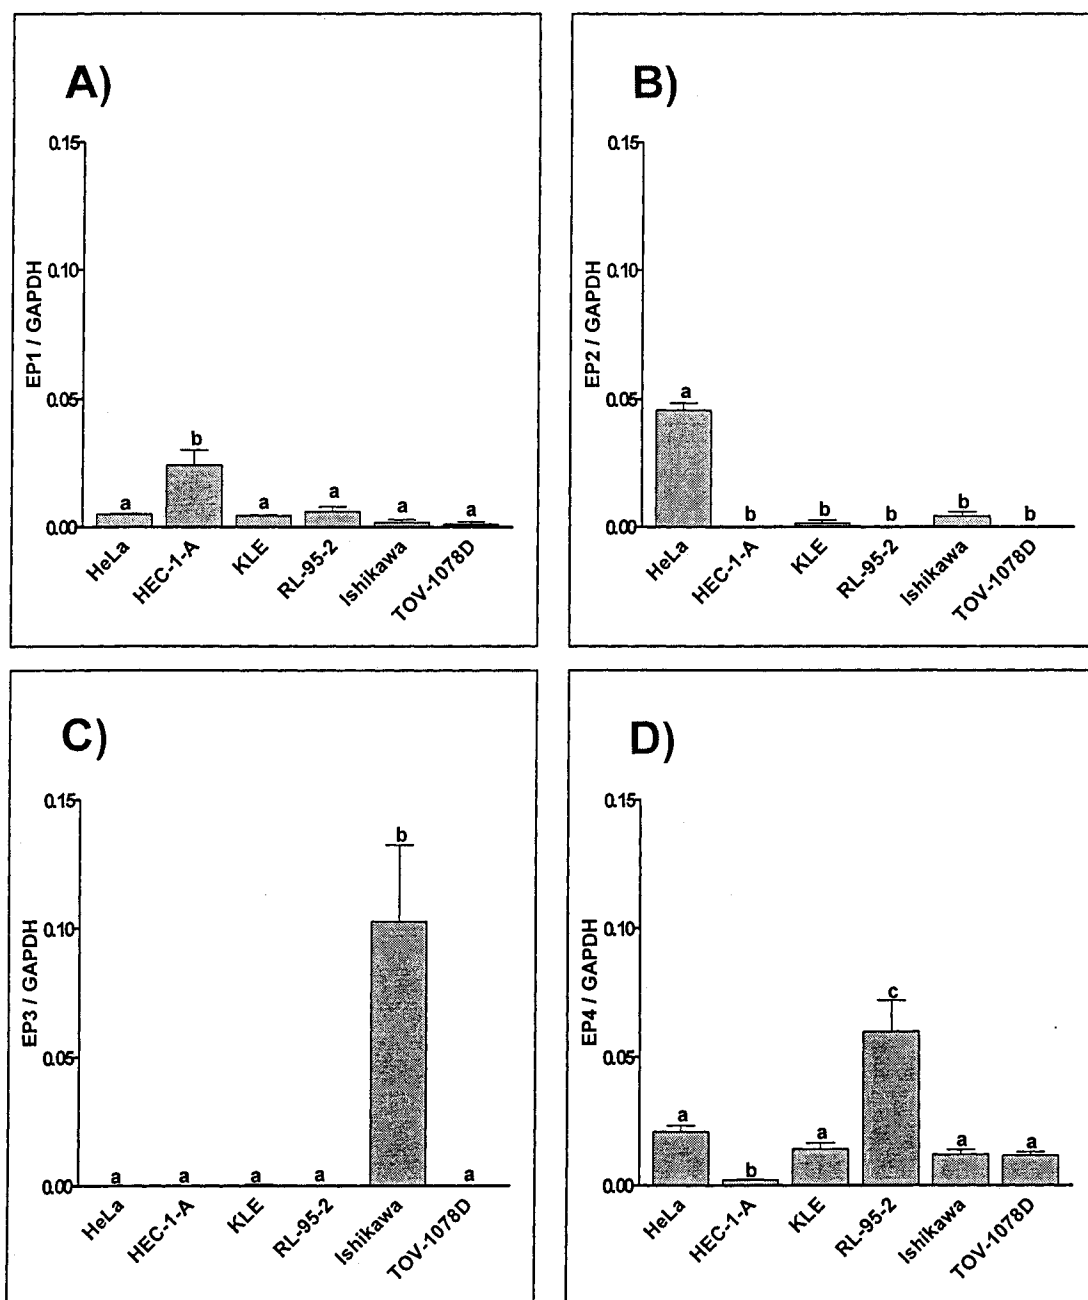 A)
0.15
0.10
0.05
0.00
EP1 / GAPDH
a
b
a
a
a
a
HeLa
HEC-1-A
KLE
RL-95-2
Ishikawa
TOV-1078D
B)
0.15
0.10
0.05
0.00
EP2 / GAPDH
a
b
b
b
b
b
HeLa
HEC-1-A
KLE
RL-95-2
Ishikawa
TOV-1078D
C)
0.15
0.10
0.05
0.00
EP3 / GAPDH
a
a
a
a
b
a
HeLa
HEC-1-A
KLE
RL-95-2
Ishikawa
TOV-1078D
D)
0.15
0.10
0.05
0.00
EP4 / GAPDH
a
b
a
c
a
a
HeLa
HEC-1-A
KLE
RL-95-2
Ishikawa
TOV-1078D